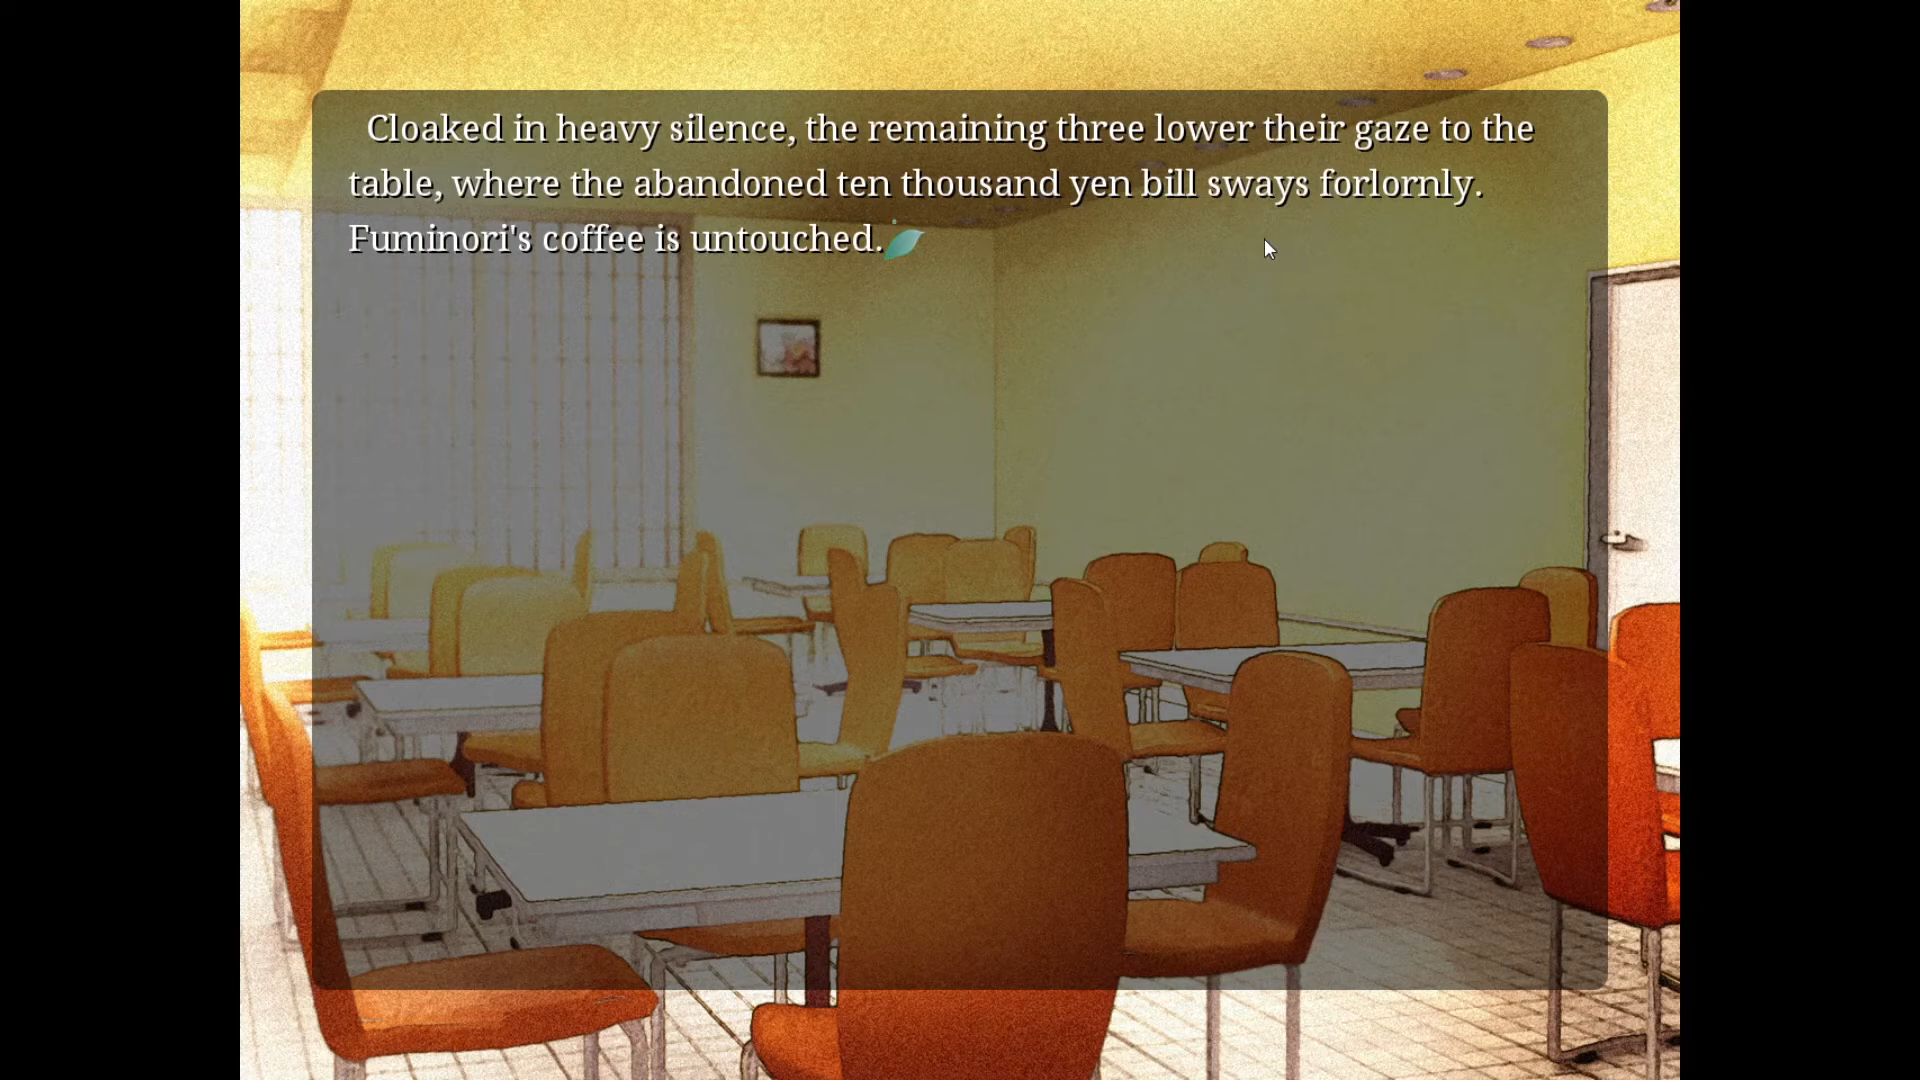 Cloaked in heavy silence, the remaining three lower their gaze to the
table, where the abandoned ten thousand yen bill sways forlornly.
Fuminori's coffee is untouched.